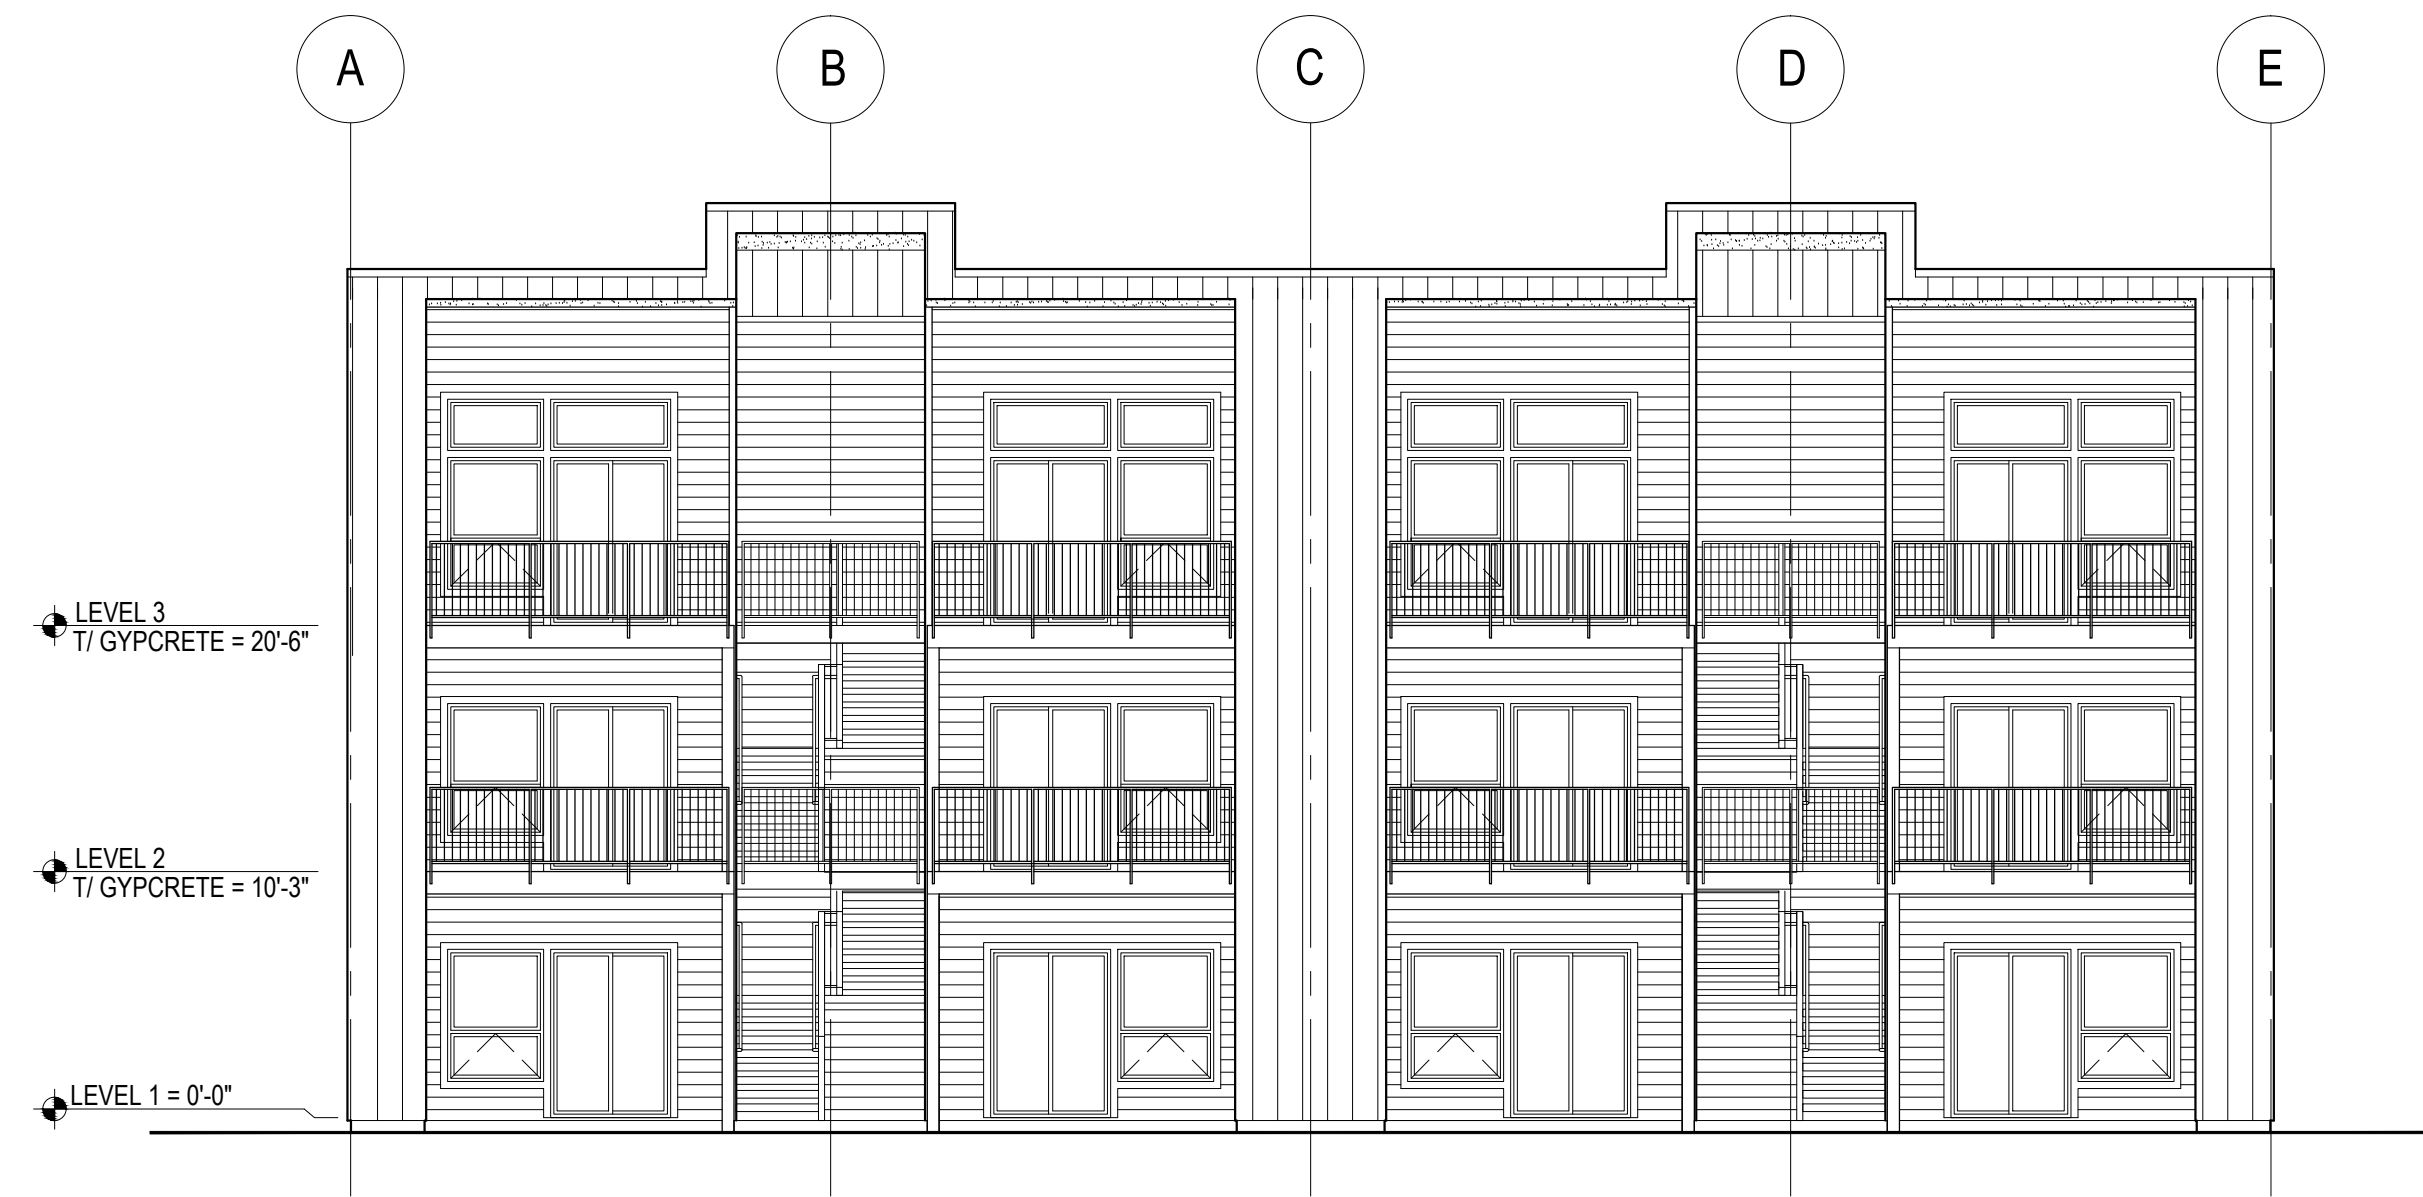 A B C D E
LEVEL 3
T/ GYPCRETE = 20'-6"
LEVEL 2
T/ GYPCRETE = 10'-3"
LEVEL 1 = 0'-0"